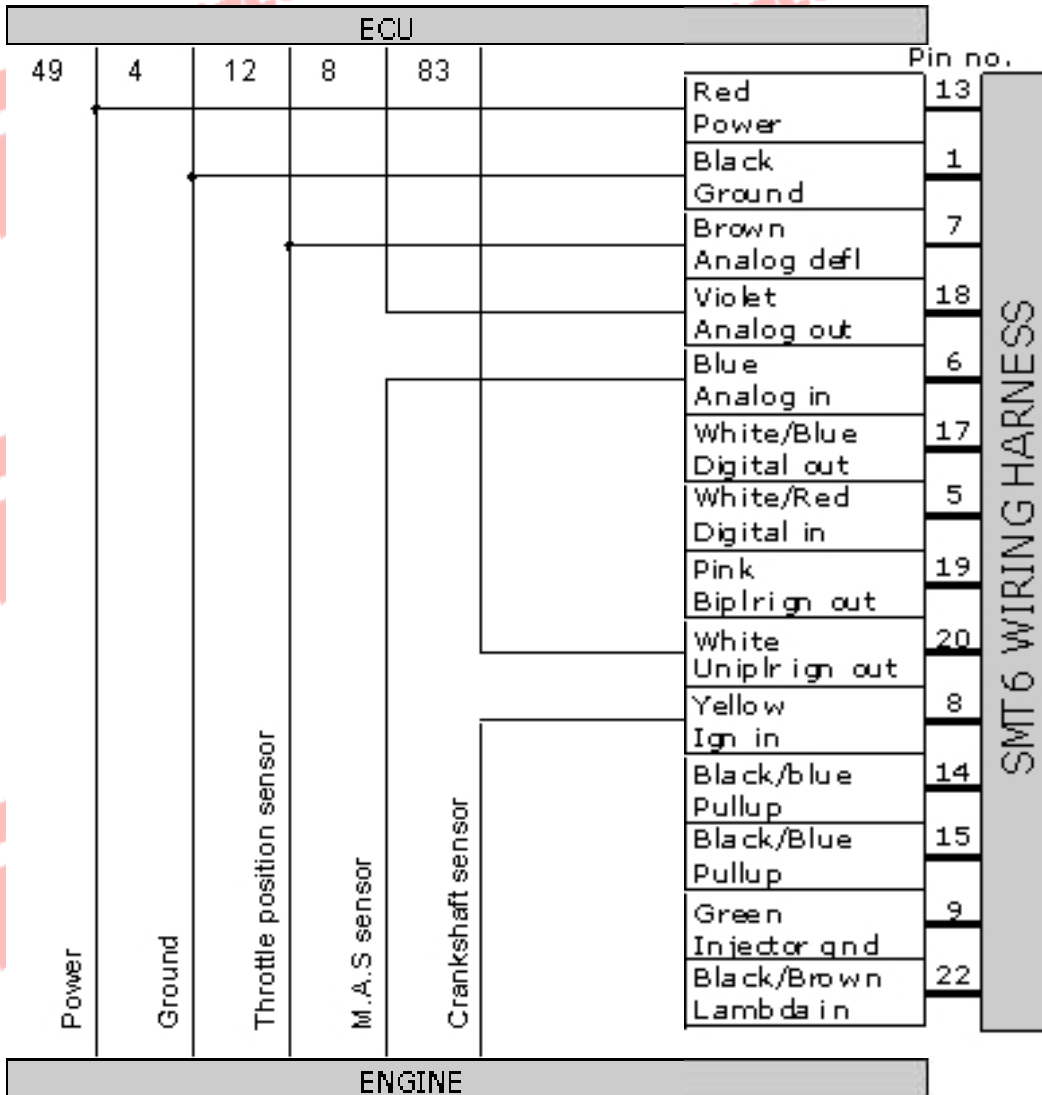 ECU
49 4 12 8 83
Pin no.
Red 13
Power
Black 1
Ground
Brown 7
Analog defl
Violet 18
Analog out
Blue 6
Analog in
White/Blue 17
Digital out
White/Red 5
Digital in
Pink 19
Biplrign out
White 20
Uniplr ign out
Yellow 8
Ign in
Black/blue 14
Pullup
Black/Blue 15
Pullup
Green 9
Injector gnd
Black/Brown 22
Lambda in
SMT6 WIRING HARNESS
Power
Ground
Throttle position sensor
M.A.S sensor
Crankshaft sensor
ENGINE